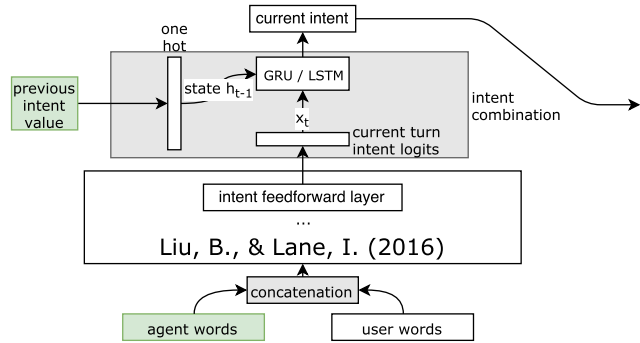 current intent
one
hot
previous
intent
value
state h_t-1
GRU / LSTM
x_t
current turn
intent logits
intent
combination
intent feedforward layer
...
Liu, B., & Lane, I. (2016)
concatenation
agent words
user words